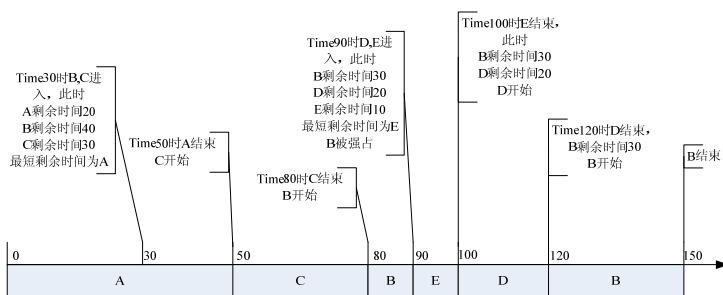 Time30时B,C进
入，此时
A剩余时间20
B剩余时间40
C剩余时间30
最短剩余时间为A
Time50时A结束
C开始
Time80时C结束
B开始
Time90时D,E进
入，此时
B剩余时间30
D剩余时间20
E剩余时间10
最短剩余时间为E
B被强占
Time100时E结束，
此时
B剩余时间30
D剩余时间20
D开始
Time120时D结束，
B剩余时间30
B开始
B结束
0 30 50 80 90 100 120 150
A C B E D B